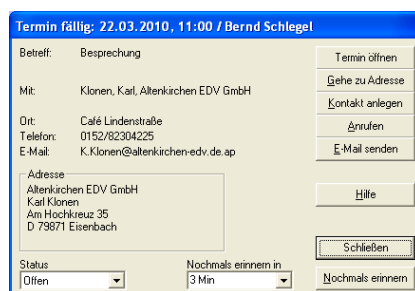 Termin fällig: 22.03.2010, 11:00 / Bernd Schlegel
Betreff: Besprechung
Mit: Klonen, Karl, Altenkirchen EDV GmbH
Ort: Café Lindenstraße
Telefon: 0152/82304225
E-Mail: K.Klonen@altenkirchen-edv.de.ap
Adresse
Altenkirchen EDV GmbH
Karl Klonen
Am Hochkreuz 35
D 79871 Eisenbach
Status
Offen
Nochmals erinnern in
3 Min
Termin öffnen
Gehe zu Adresse
Kontakt anlegen
Anrufen
E-Mail senden
Hilfe
Schließen
Nochmals erinnern